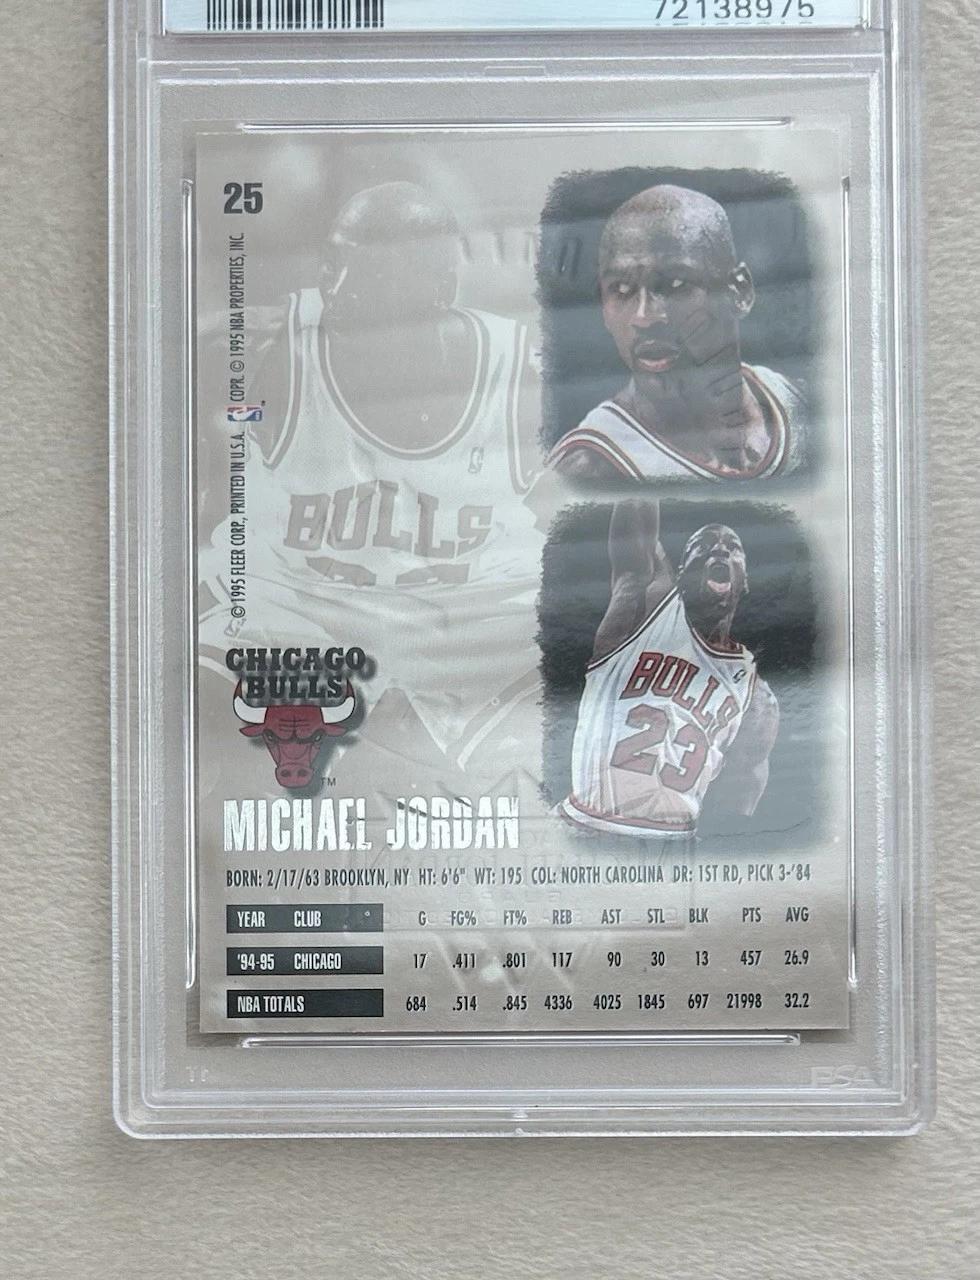 72138975
25
© 1995 FLEER CORP., PRINTED IN U.S.A. COPR. © 1995 NBA PROPERTIES, INC.
BULLS
BULLS
23
CHICAGO
BULLS
TM
MICHAEL JORDAN
BORN: 2/17/63 BROOKLYN, NY HT: 6'6" WT: 195 COL: NORTH CAROLINA DR: 1ST RD, PICK 3-'84
YEAR CLUB G FG% FT% REB AST STL BLK PTS AVG
'94-95 CHICAGO 17 .411 .801 117 90 30 13 457 26.9
NBA TOTALS 684 .514 .845 4336 4025 1845 697 21998 32.2
PSA